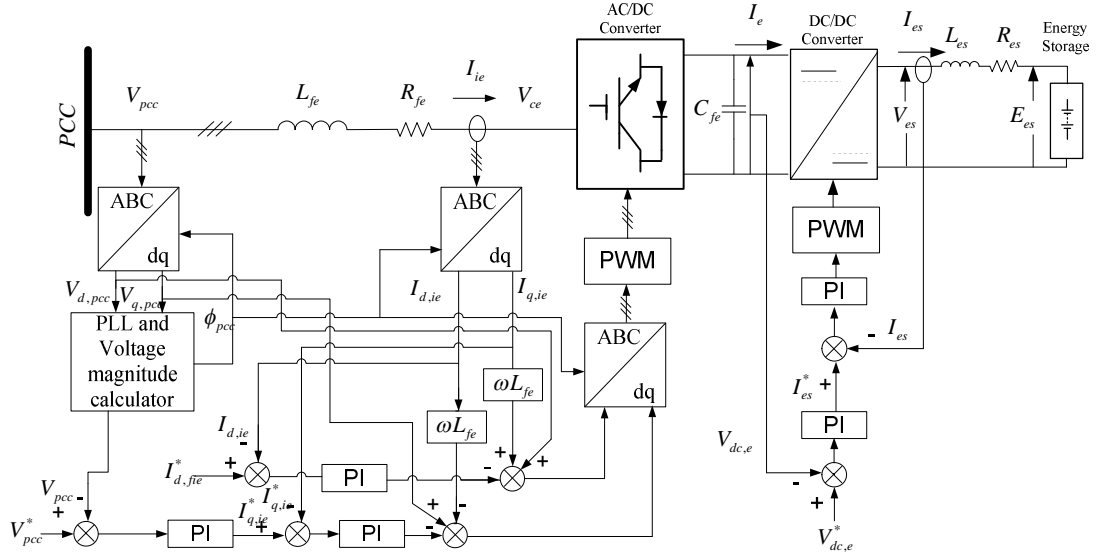 AC/DC
Converter
I_e
DC/DC
Converter
I_es
L_es
R_es
Energy
Storage
PCC
V_pcc
L_fe
R_fe
I_ie
V_ce
C_fe
V_es
E_es
ABC
dq
ABC
dq
PWM
PWM
V_d,pcc
V_q,pcc
I_d,ie
I_q,ie
PI
ϕ_pcc
PLL and
Voltage
magnitude
calculator
ABC
dq
- I_es
I*_es +
ωL_fe
ωL_fe
PI
I_d,ie -
V_dc,e
+ +
I*_d,fie +
PI
-
- +
V_pcc -
I*_q,ie
I*_q,ie + -
+ -
V*_pcc +
PI
PI
-
V*_dc,e